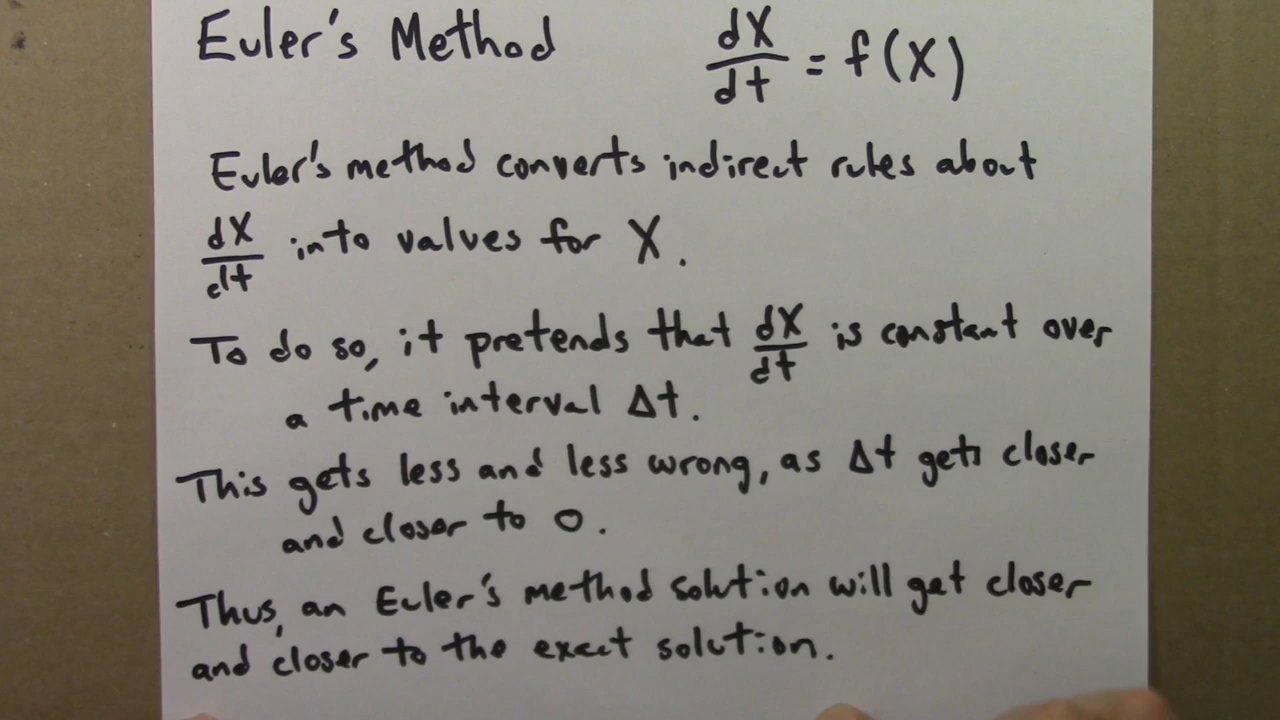 Euler's Method dX/dt = f(X)
Euler's method converts indirect rules about
dX/dt into values for X.
To do so, it pretends that dX/dt is constant over
a time interval Δt.
This gets less and less wrong, as Δt gets closer
and closer to 0.
Thus, an Euler's method solution will get closer
and closer to the exact solution.